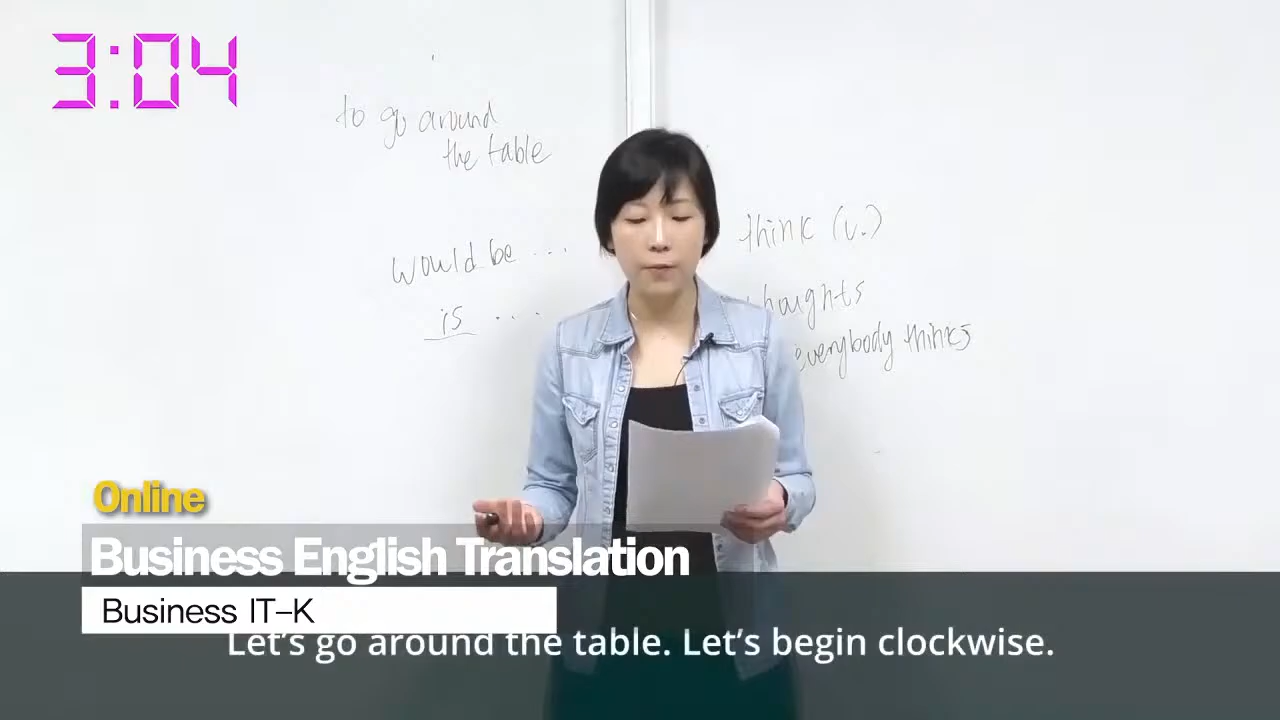 3:04
to go around
the table
would be ...
is ....
think (v.)
thoughts
everybody thinks
Online
Business English Translation
Business IT-K
Let's go around the table. Let's begin clockwise.